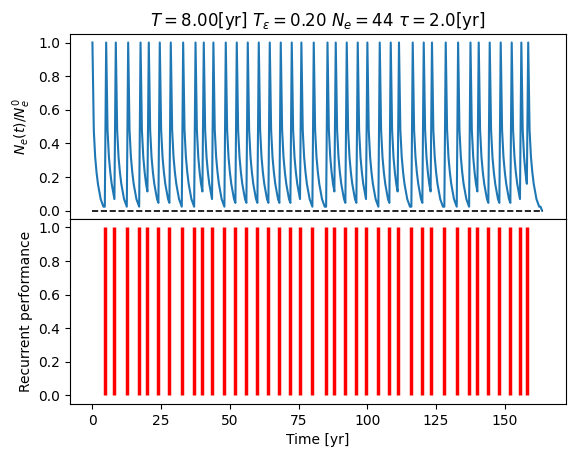 T = 8.00[yr] T_ε = 0.20 N_e = 44 τ = 2.0[yr]
N_e(t)/N_e^0
1.0
0.8
0.6
0.4
0.2
0.0
Recurrent performance
1.0
0.8
0.6
0.4
0.2
0.0
0 25 50 75 100 125 150
Time [yr]